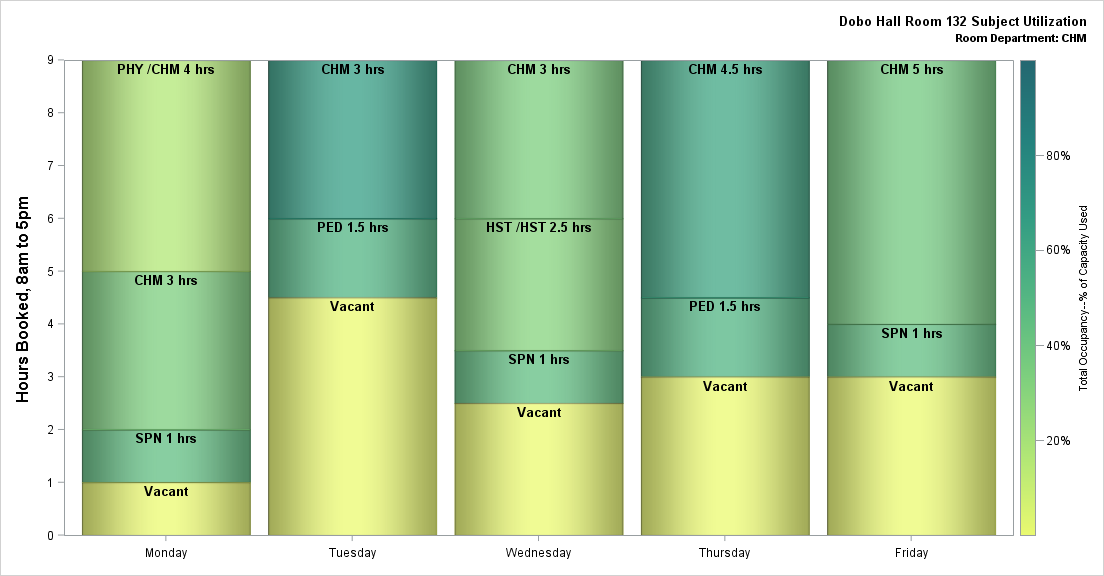 Dobo Hall Room 132 Subject Utilization
Room Department: CHM
Hours Booked, 8am to 5pm
9
8
7
6
5
4
3
2
1
0
PHY /CHM 4 hrs
CHM 3 hrs
SPN 1 hrs
Vacant
CHM 3 hrs
PED 1.5 hrs
Vacant
CHM 3 hrs
HST /HST 2.5 hrs
SPN 1 hrs
Vacant
CHM 4.5 hrs
PED 1.5 hrs
Vacant
CHM 5 hrs
SPN 1 hrs
Vacant
Monday
Tuesday
Wednesday
Thursday
Friday
80%
60%
40%
20%
Total Occupancy--% of Capacity Used